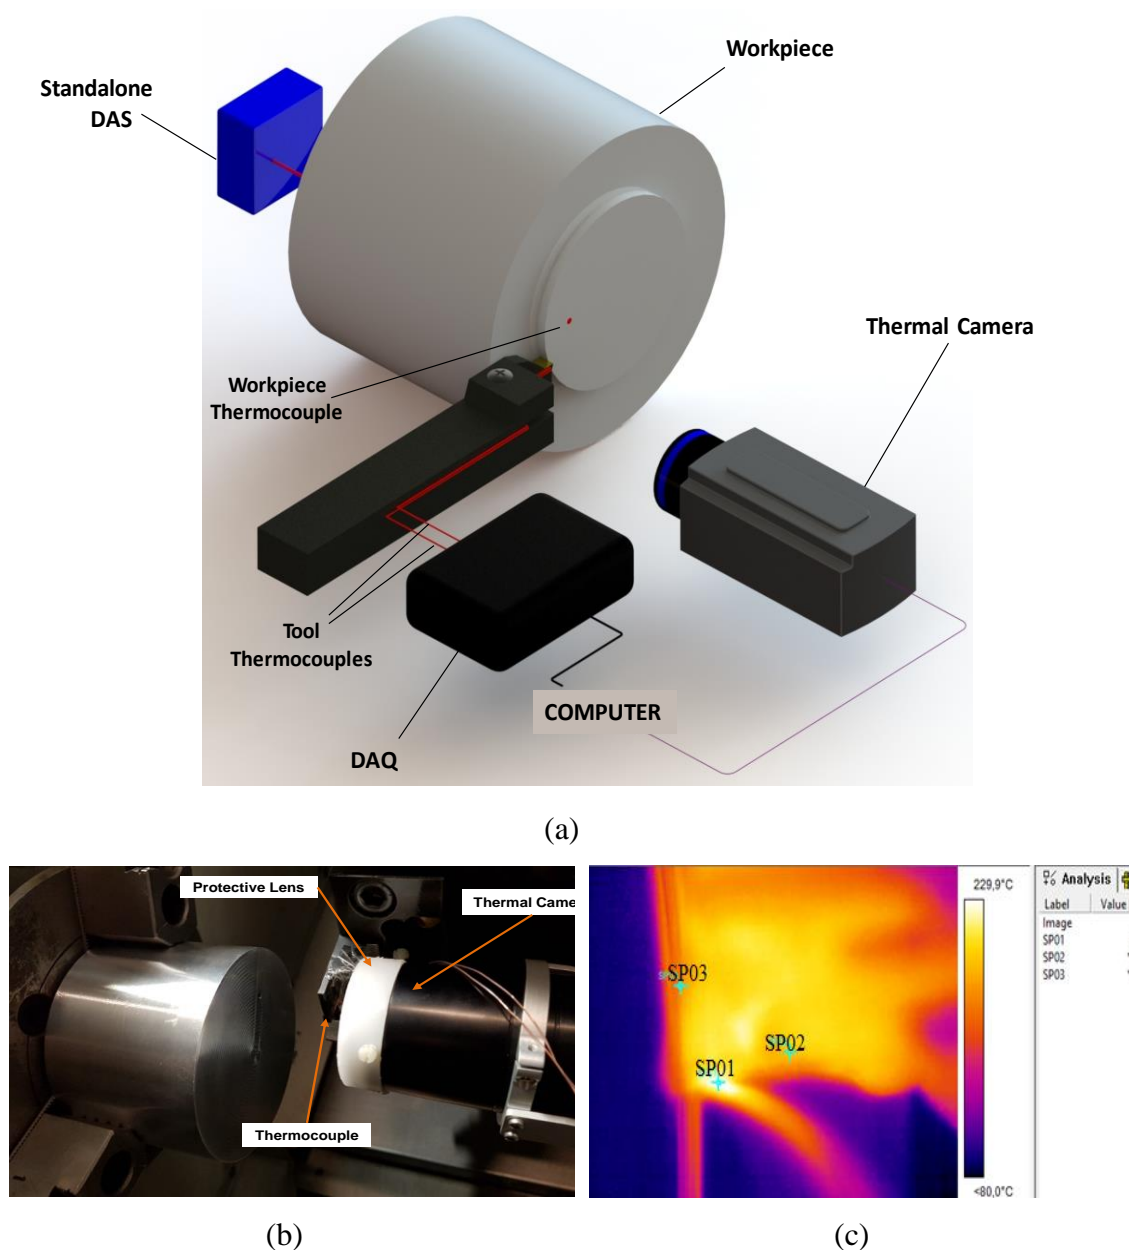 Workpiece
Standalone
DAS
Thermal Camera
Workpiece
Thermocouple
Tool
Thermocouples
COMPUTER
DAQ
(a)
Protective Lens
Thermal Came
Thermocouple
229,9°C
Analysis
Label Value
Image
SP01
SP02
SP03
SP03
SP02
SP01
<80,0°C
(b)
(c)